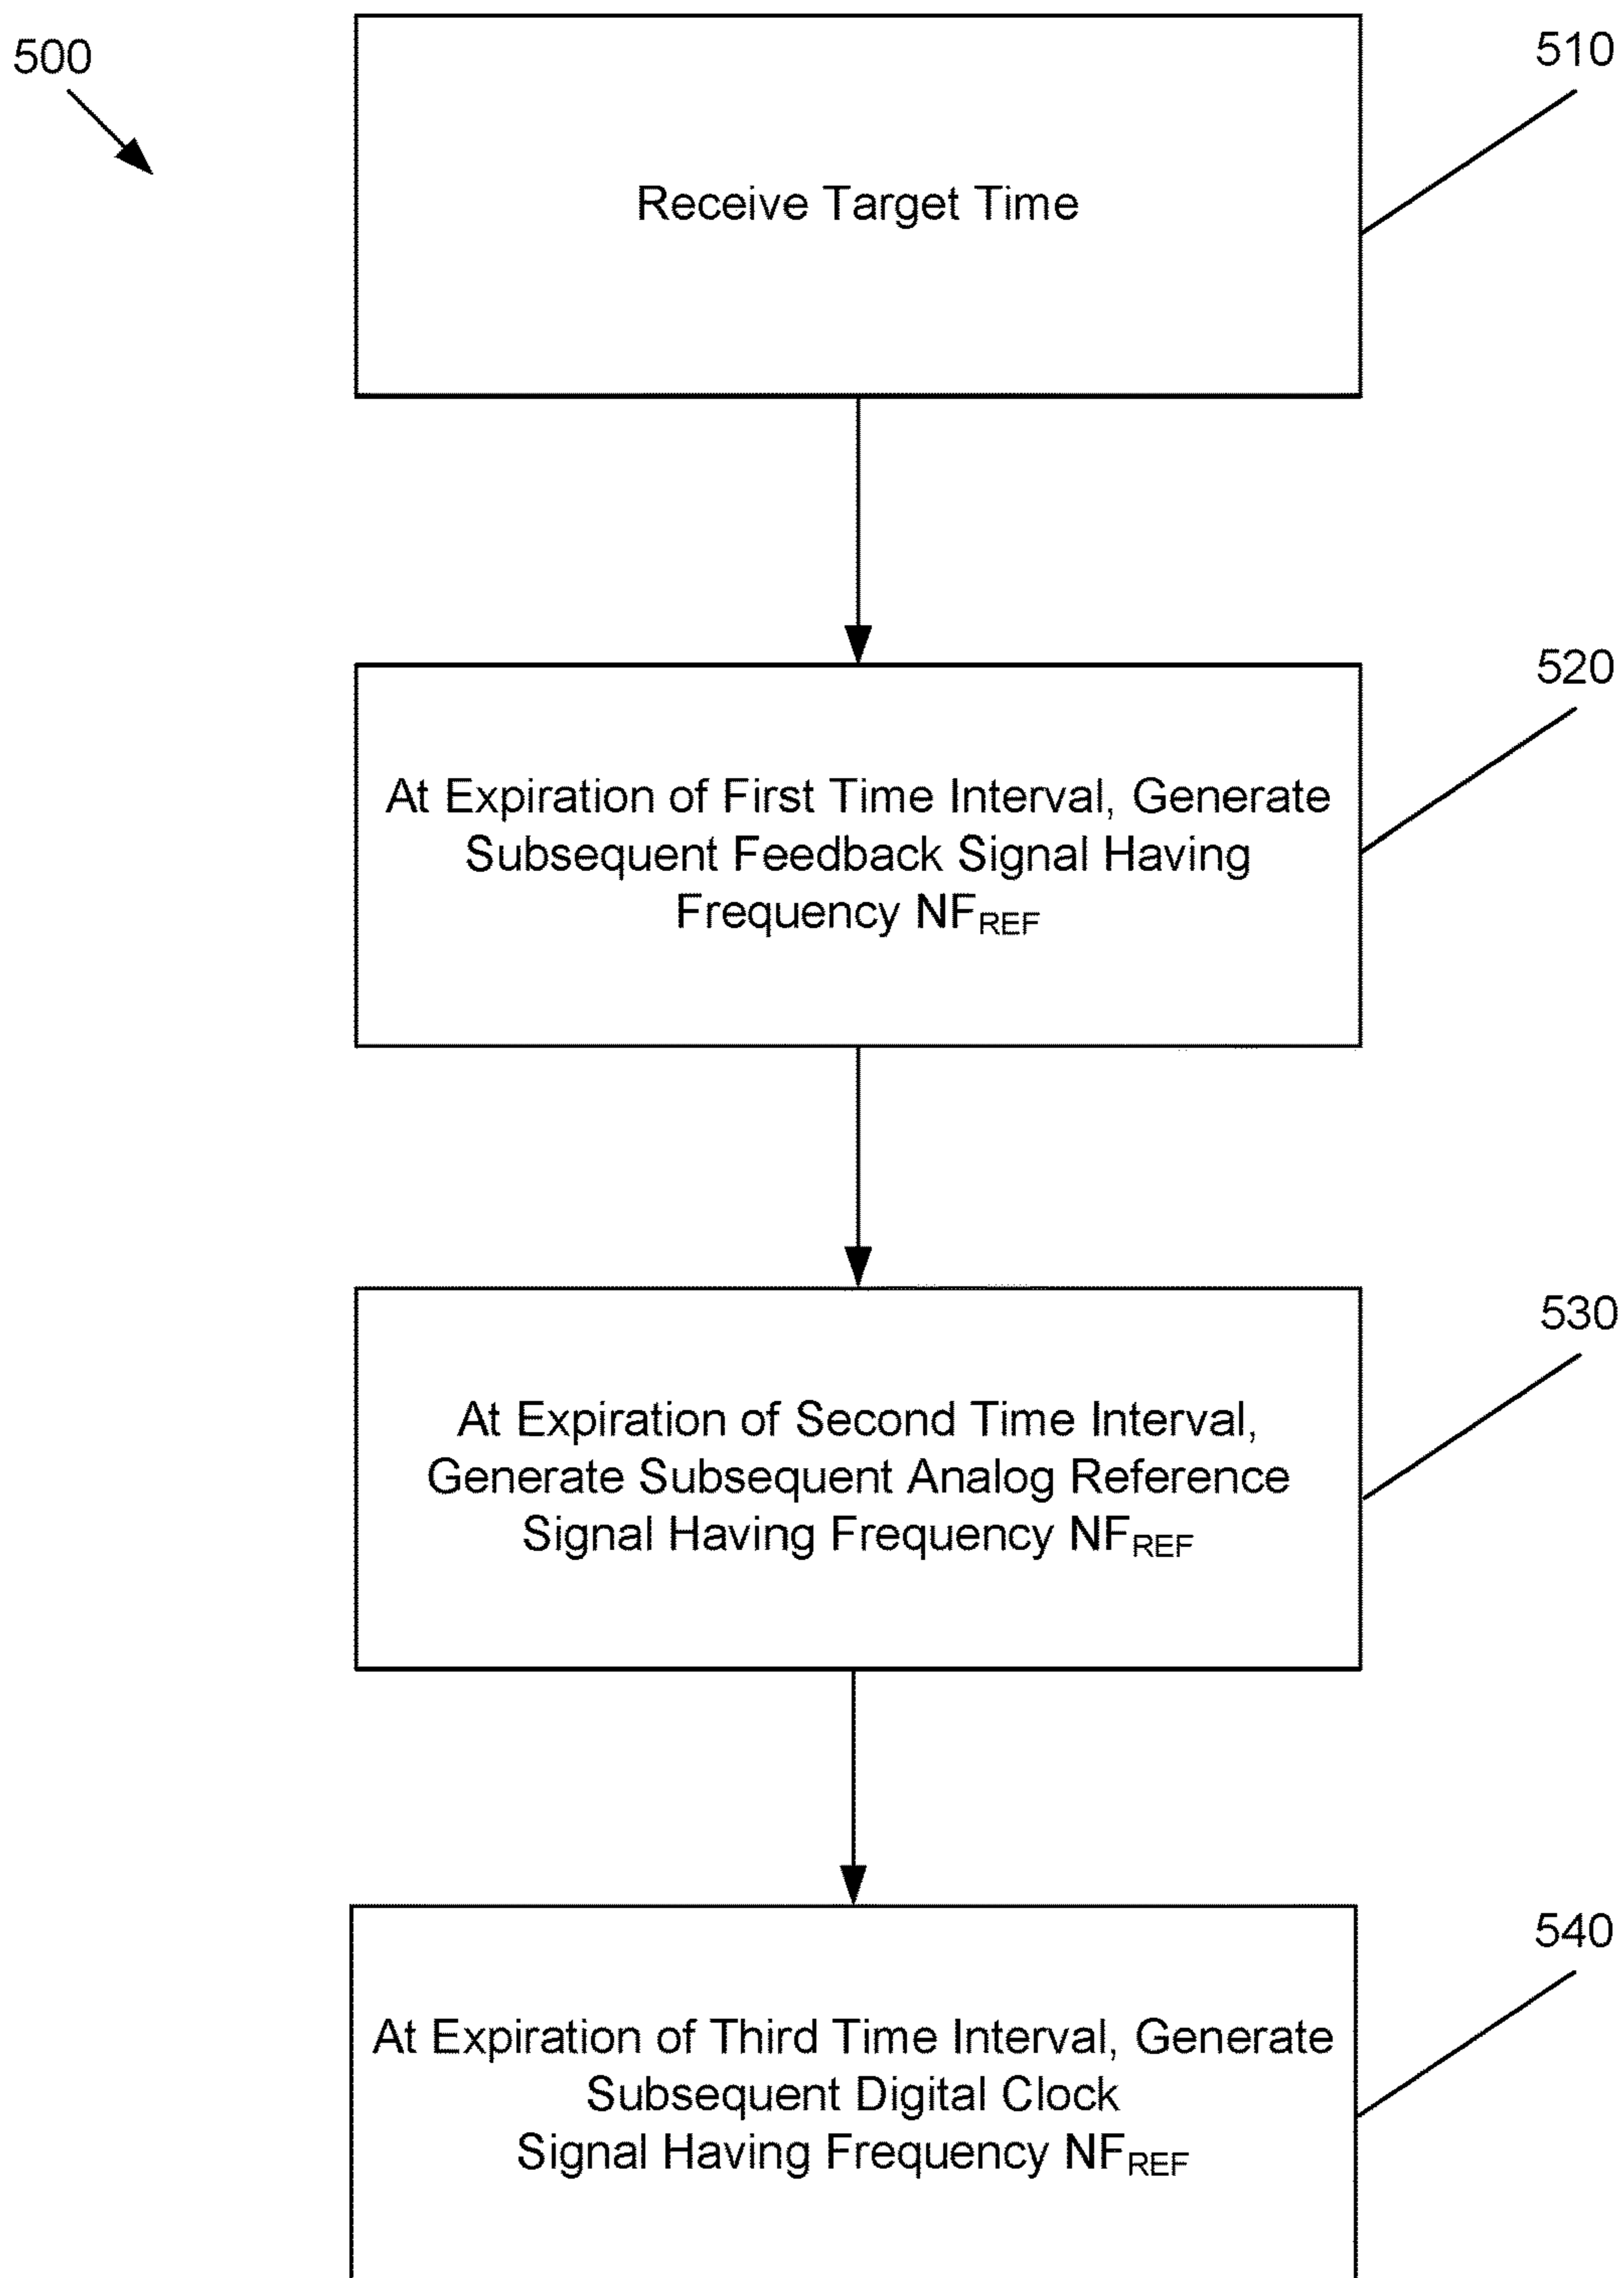 500
510
Receive Target Time
520
At Expiration of First Time Interval, Generate
Subsequent Feedback Signal Having
Frequency NFREF
530
At Expiration of Second Time Interval,
Generate Subsequent Analog Reference
Signal Having Frequency NFREF
540
At Expiration of Third Time Interval, Generate
Subsequent Digital Clock
Signal Having Frequency NFREF